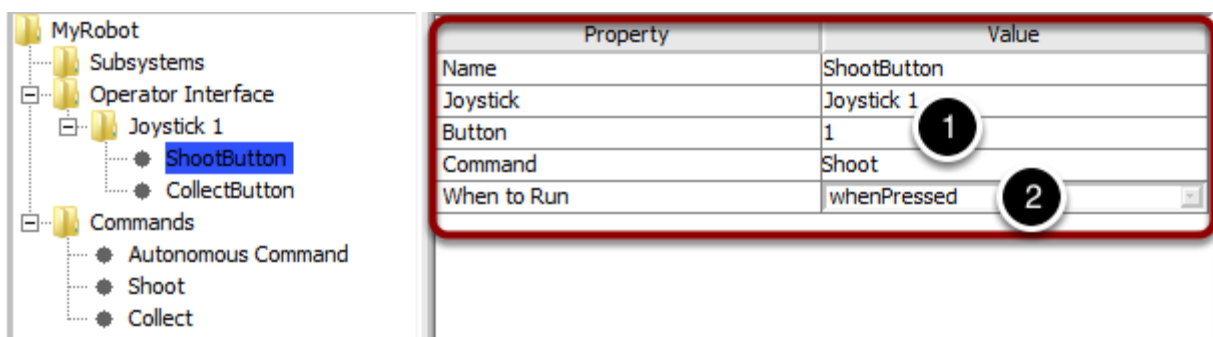 MyRobot
Subsystems
Operator Interface
Joystick 1
ShootButton
CollectButton
Commands
Autonomous Command
Shoot
Collect
Property Value
Name ShootButton
Joystick Joystick 1
Button 1
Command Shoot
When to Run whenPressed
1
2